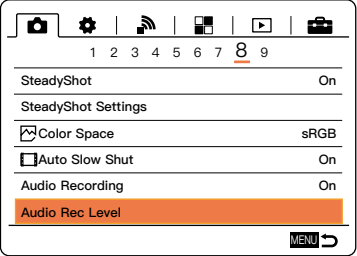 1 2 3 4 5 6 7 8 9
SteadyShot On
SteadyShot Settings
Color Space sRGB
Auto Slow Shut On
Audio Recording On
Audio Rec Level
MENU